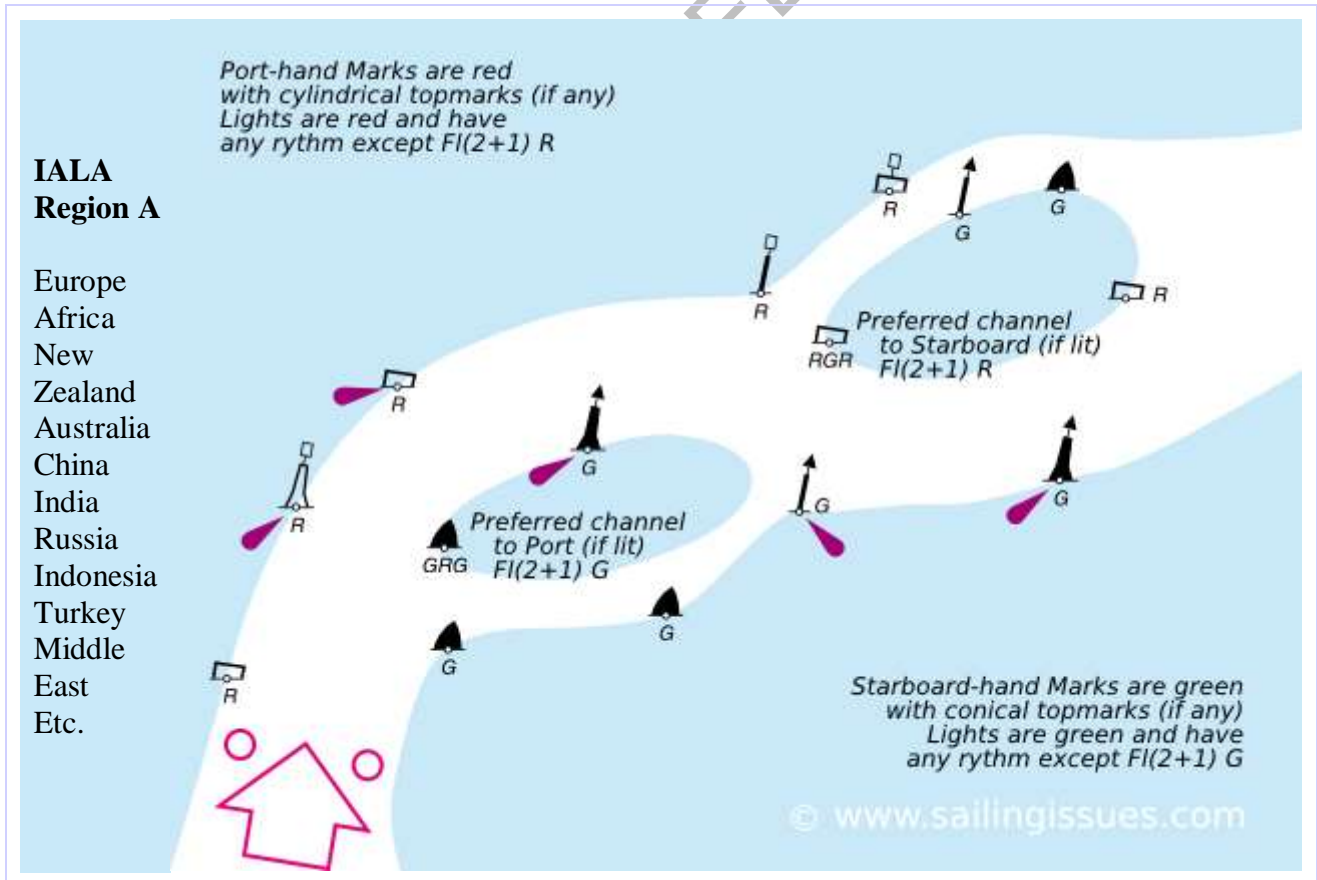 Port-hand Marks are red
with cylindrical topmarks (if any)
Lights are red and have
any rythm except Fl(2+1) R
IALA
Region A
Europe
Africa
New
Zealand
Australia
China
India
Russia
Indonesia
Turkey
Middle
East
Etc.
R
G
G
R
R
Preferred channel
to Starboard (if lit)
Fl(2+1) R
RGR
R
G
G
G
R
Preferred channel
to Port (if lit)
Fl(2+1) G
GRG
G
G
R
Starboard-hand Marks are green
with conical topmarks (if any)
Lights are green and have
any rythm except Fl(2+1) G
© www.sailingissues.com